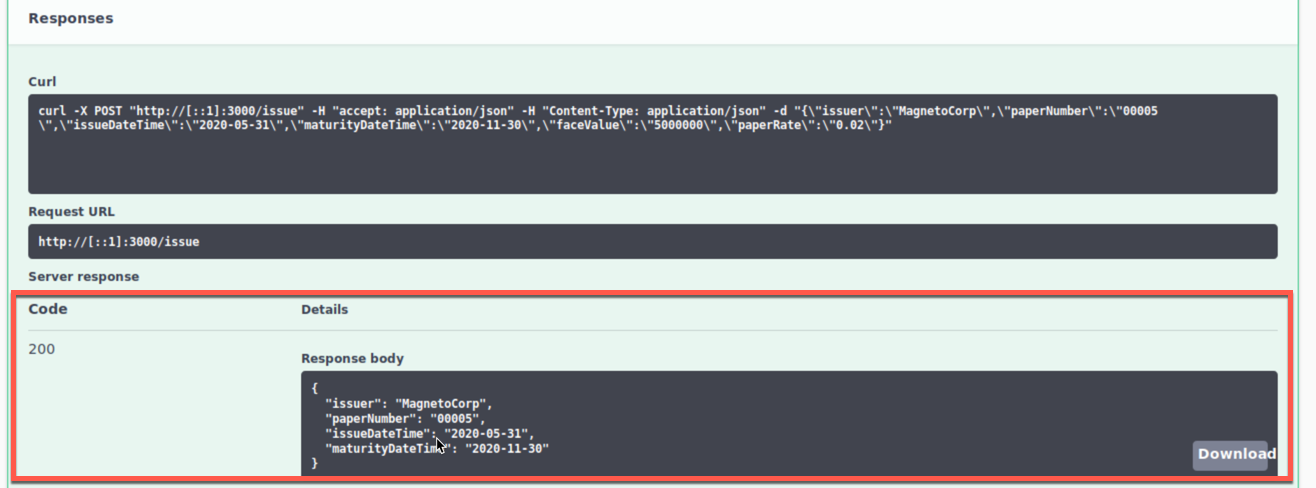 Responses
Curl
curl -X POST "http://[::1]:3000/issue" -H "accept: application/json" -H "Content-Type: application/json" -d "{\"issuer\":\"MagnetoCorp\",\"paperNumber\":\"00005
\",\"issueDateTime\":\"2020-05-31\",\"maturityDateTime\":\"2020-11-30\",\"faceValue\":\"5000000\",\"paperRate\":\"0.02\"}"
Request URL
http://[::1]:3000/issue
Server response
Code Details
200
Response body
{
"issuer": "MagnetoCorp",
"paperNumber": "00005",
"issueDateTime": "2020-05-31",
"maturityDateTime": "2020-11-30"
}
Download